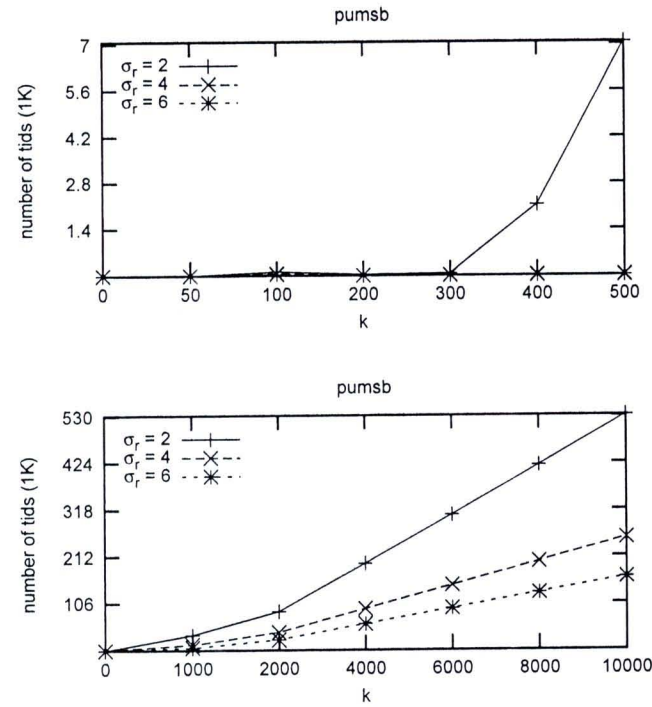 pumsb
7
σr = 2
5.6
σr = 4
σr = 6
4.2
number of tids (1K)
2.8
1.4
0 50 100 200 300 400 500
k
pumsb
530
σr = 2
424
σr = 4
σr = 6
318
number of tids (1K)
212
106
0 1000 2000 4000 6000 8000 10000
k